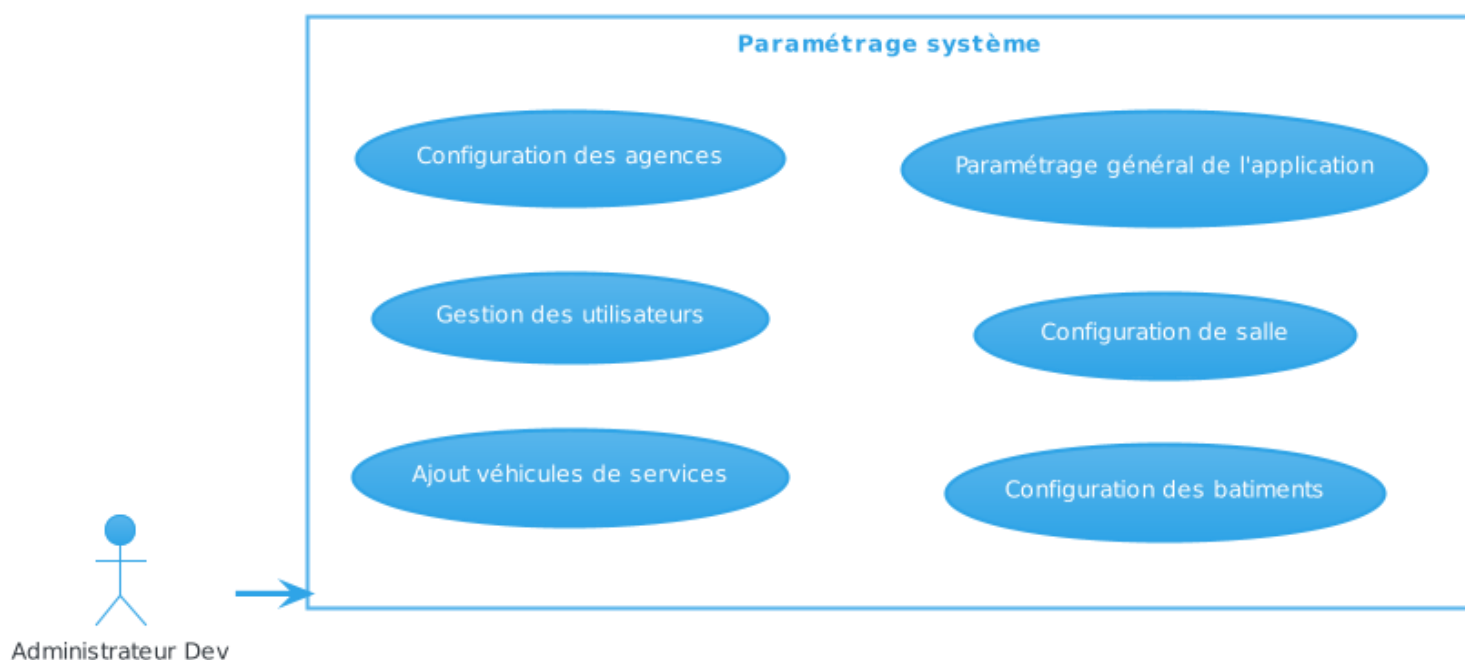 Paramétrage système
Configuration des agences
Paramétrage général de l'application
Gestion des utilisateurs
Configuration de salle
Ajout véhicules de services
Configuration des batiments
Administrateur Dev